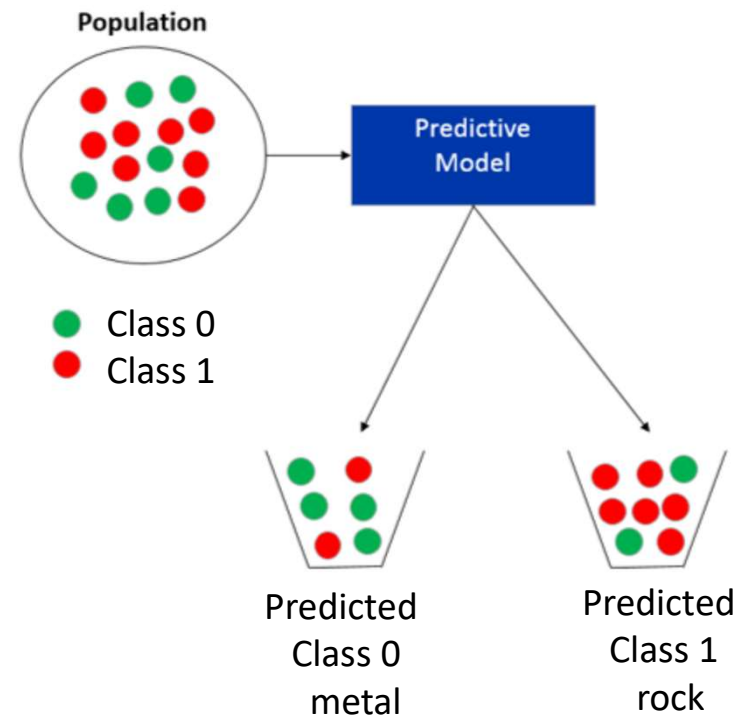 Population
Predictive
Model
Class 0
Class 1
Predicted
Class 0
metal
Predicted
Class 1
rock